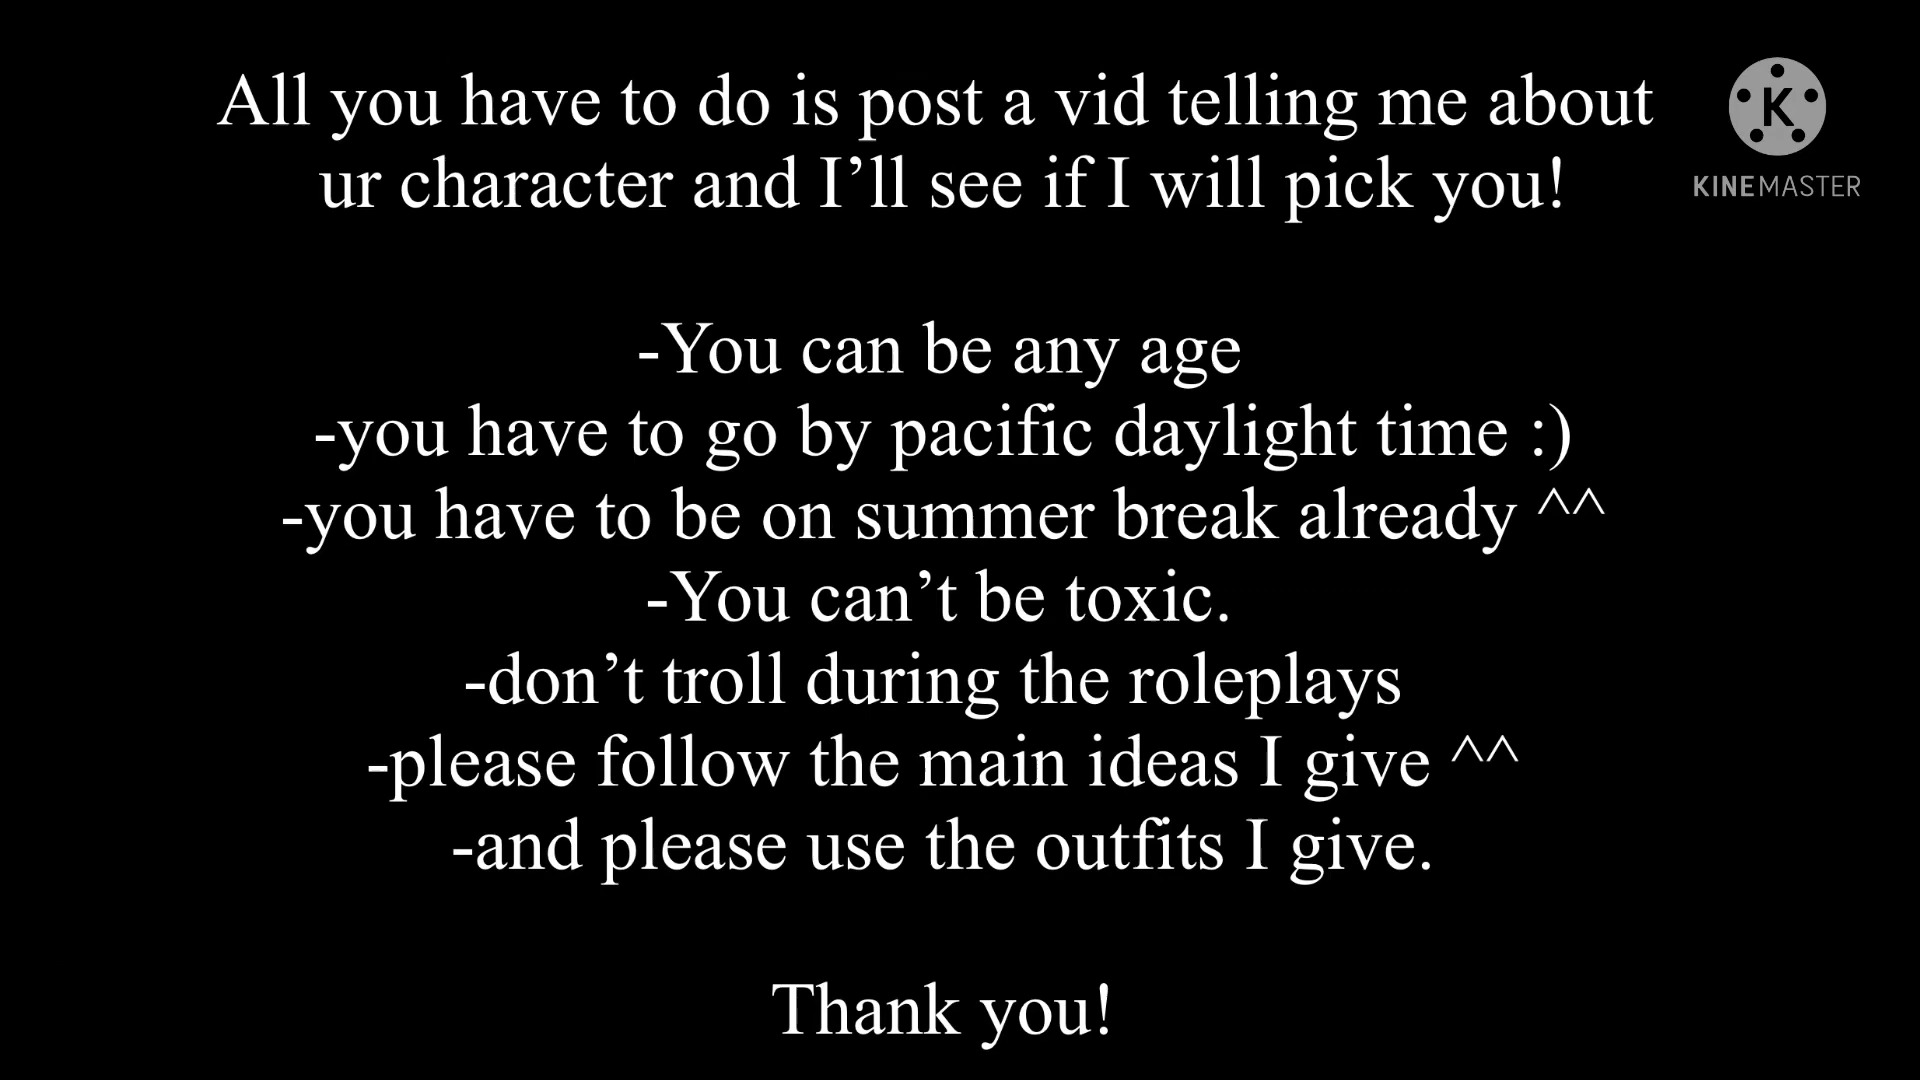 All you have to do is post a vid telling me about
ur character and I’ll see if I will pick you!
K
KINEMASTER
-You can be any age
-you have to go by pacific daylight time :)
-you have to be on summer break already ^^
-You can’t be toxic.
-don’t troll during the roleplays
-please follow the main ideas I give ^^
-and please use the outfits I give.
Thank you!